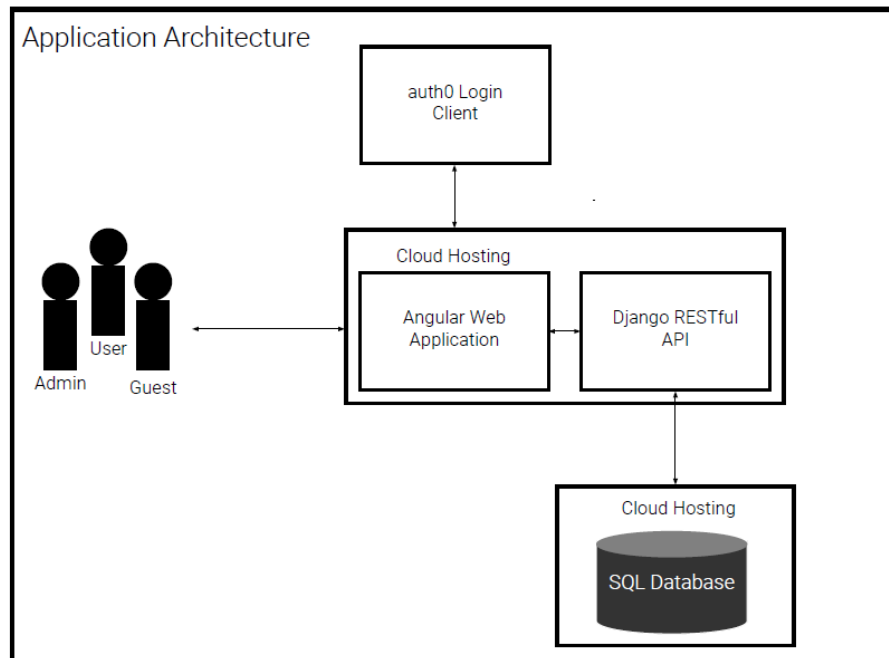 Application Architecture
auth0 Login
Client
Cloud Hosting
Angular Web
Application
Django RESTful
API
User
Admin
Guest
Cloud Hosting
SQL Database